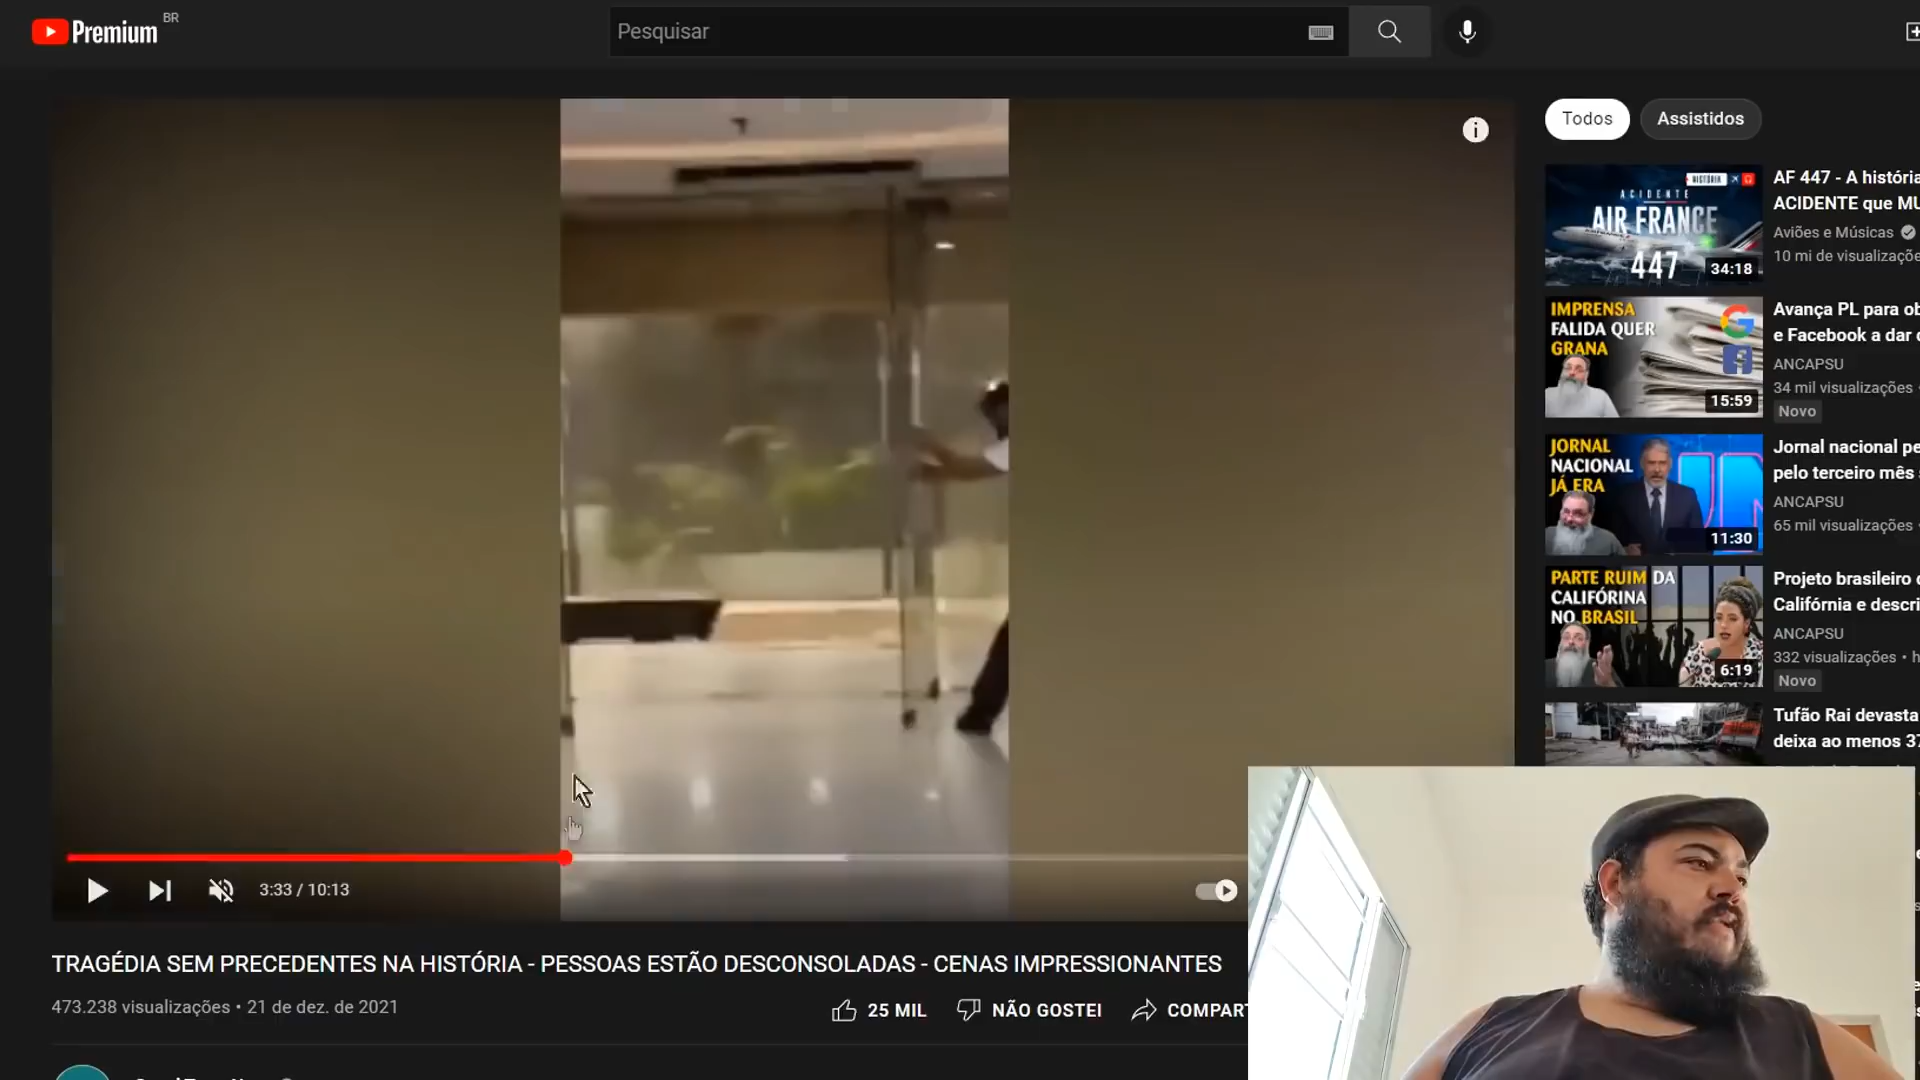 Premium
BR
Pesquisar
Todos
Assistidos
ACIDENTE
AIR FRANCE
447
34:18
AF 447 - A história
ACIDENTE que MU
Aviões e Músicas
10 mi de visualizaçõe
IMPRENSA
FALIDA QUER
GRANA
15:59
Avança PL para ob
e Facebook a dar
ANCAPSU
34 mil visualizações
Novo
JORNAL
NACIONAL
JÁ ERA
11:30
Jornal nacional pe
pelo terceiro mês
ANCAPSU
65 mil visualizações
PARTE RUIM DA
CALIFÓRINA
NO BRASIL
6:19
Projeto brasileiro
Califórnia e descri
ANCAPSU
332 visualizações • h
Novo
Tufão Rai devasta
deixa ao menos 37
3:33 / 10:13
TRAGÉDIA SEM PRECEDENTES NA HISTÓRIA - PESSOAS ESTÃO DESCONSOLADAS - CENAS IMPRESSIONANTES
473.238 visualizações • 21 de dez. de 2021
25 MIL
NÃO GOSTEI
COMPART